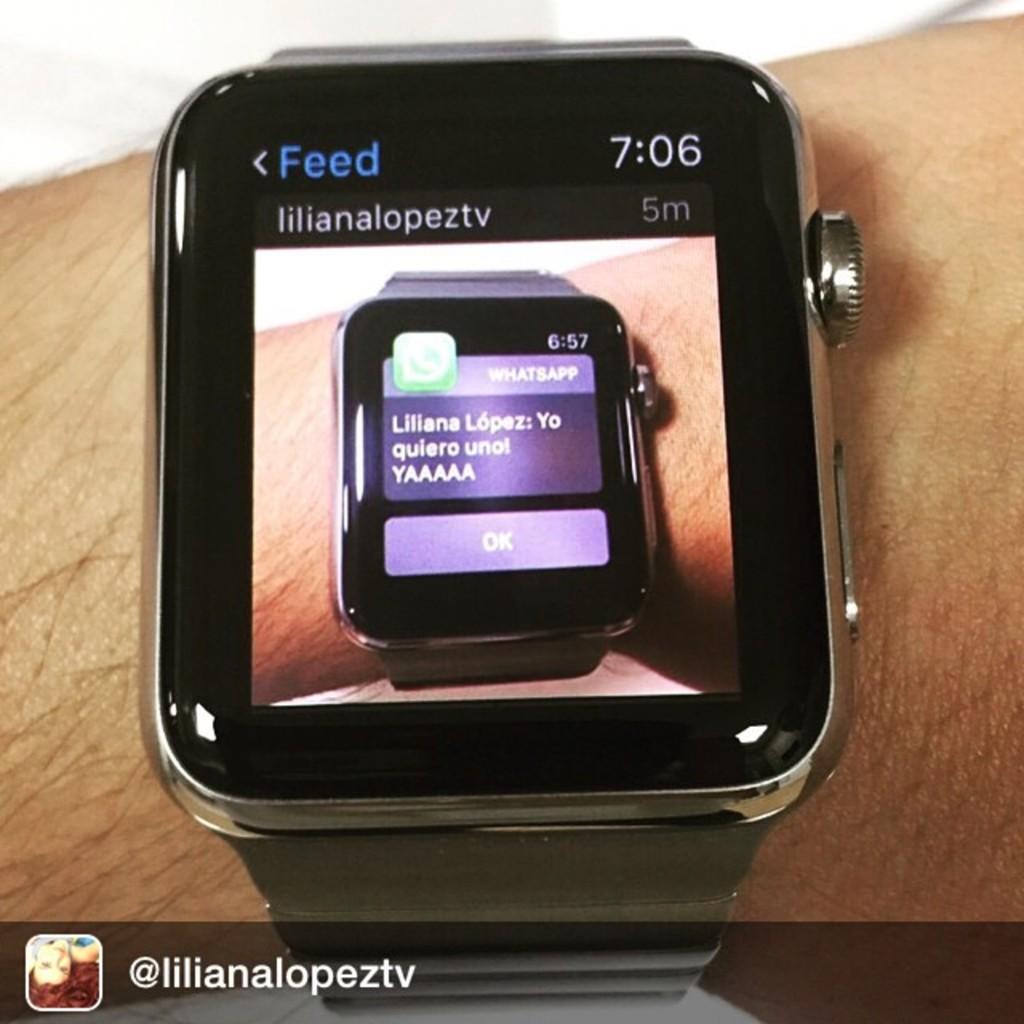 < Feed 7:06
lilianalopeztv 5m
6:57
WHATSAPP
Liliana López: Yo
quiero uno!
YAAAAA
OK
@lilianalopeztv